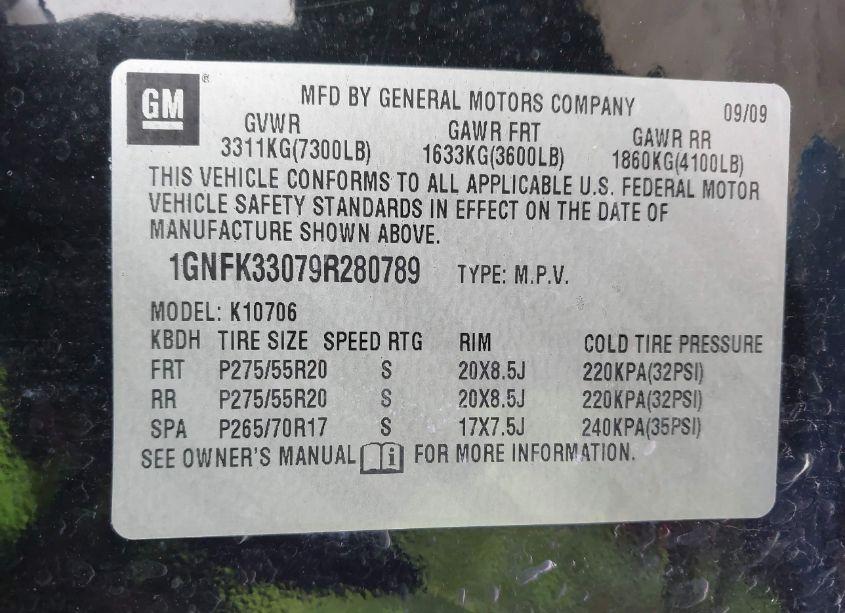 GM ®
MFD BY GENERAL MOTORS COMPANY 09/09
GVWR GAWR FRT GAWR RR
3311KG(7300LB) 1633KG(3600LB) 1860KG(4100LB)
THIS VEHICLE CONFORMS TO ALL APPLICABLE U.S. FEDERAL MOTOR
VEHICLE SAFETY STANDARDS IN EFFECT ON THE DATE OF
MANUFACTURE SHOWN ABOVE.
1GNFK33079R280789 TYPE: M.P.V.
MODEL: K10706
KBDH TIRE SIZE SPEED RTG RIM COLD TIRE PRESSURE
FRT P275/55R20 S 20X8.5J 220KPA(32PSI)
RR P275/55R20 S 20X8.5J 220KPA(32PSI)
SPA P265/70R17 S 17X7.5J 240KPA(35PSI)
SEE OWNER'S MANUAL i FOR MORE INFORMATION.